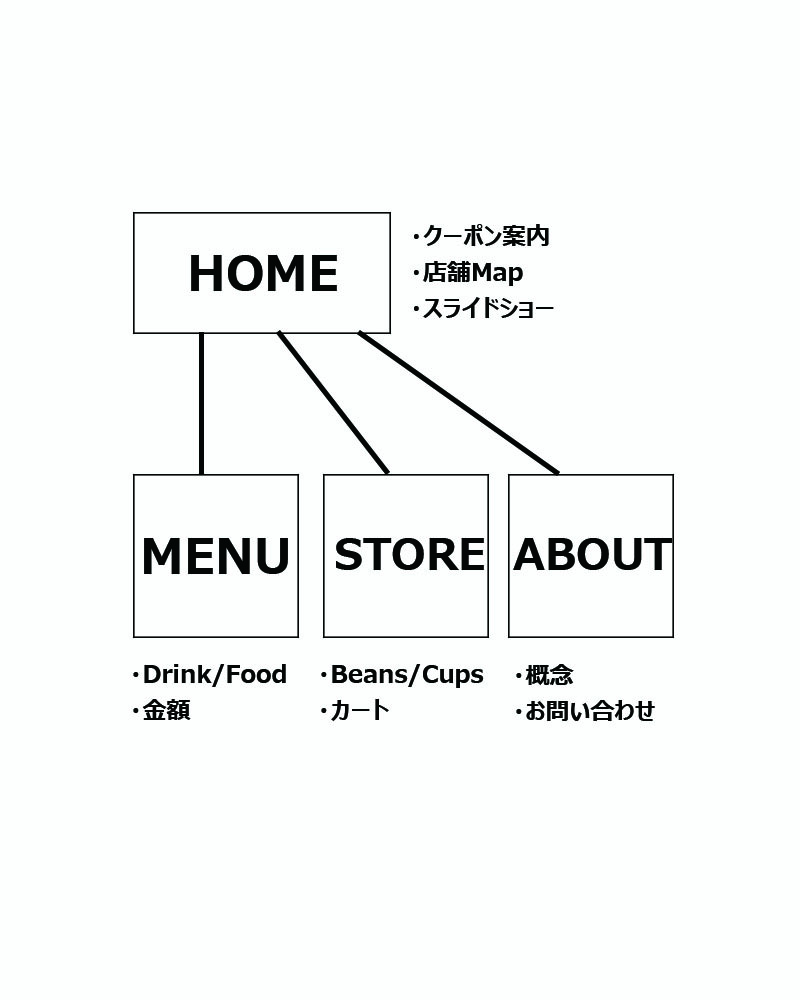 HOME
・クーポン案内
・店舗Map
・スライドショー
MENU
・Drink/Food
・金額
STORE
・Beans/Cups
・カート
ABOUT
・概念
・お問い合わせ